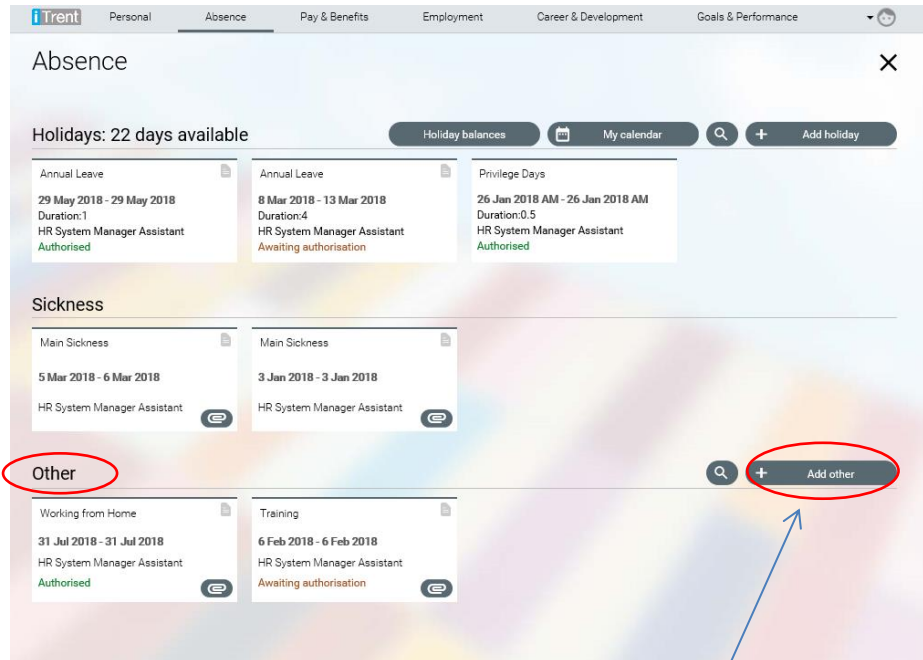 iTrent Personal Absence Pay & Benefits Employment Career & Development Goals & Performance
Absence
Holidays: 22 days available Holiday balances My calendar + Add holiday
Annual Leave
29 May 2018 - 29 May 2018
Duration:1
HR System Manager Assistant
Authorised
Annual Leave
8 Mar 2018 - 13 Mar 2018
Duration:4
HR System Manager Assistant
Awaiting authorisation
Privilege Days
26 Jan 2018 AM - 26 Jan 2018 AM
Duration:0.5
HR System Manager Assistant
Authorised
Sickness
Main Sickness
5 Mar 2018 - 6 Mar 2018
HR System Manager Assistant
Main Sickness
3 Jan 2018 - 3 Jan 2018
HR System Manager Assistant
Other + Add other
Working from Home
31 Jul 2018 - 31 Jul 2018
HR System Manager Assistant
Authorised
Training
6 Feb 2018 - 6 Feb 2018
HR System Manager Assistant
Awaiting authorisation